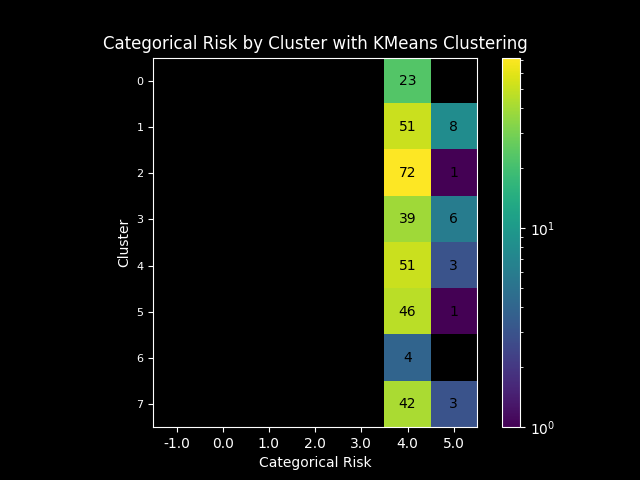 Categorical Risk by Cluster with KMeans Clustering
0 23
1 51 8
2 72 1
3 39 6
4 51 3
5 46 1
6 4
7 42 3
Cluster
-1.0 0.0 1.0 2.0 3.0 4.0 5.0
Categorical Risk
10¹
10⁰